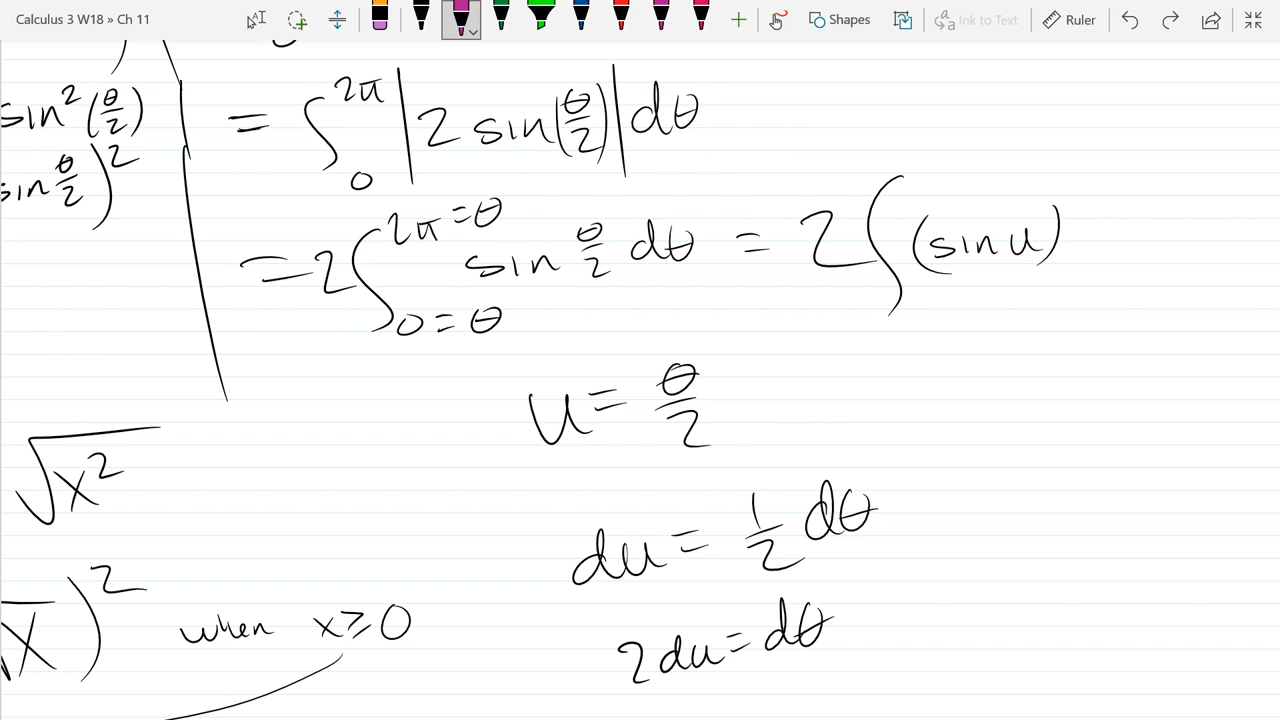 Calculus 3 W18 » Ch 11
Shapes
Ink to Text
Ruler
sin²(θ/2)
sin θ/2)²
= ∫₀^2π |2 sin(θ/2)| dθ
= 2 ∫_{0=θ}^{2π=θ} sin θ/2 dθ = 2 ∫ (sin u)
u = θ/2
√x²
du = 1/2 dθ
√x)² when x ≥ 0
2 du = dθ